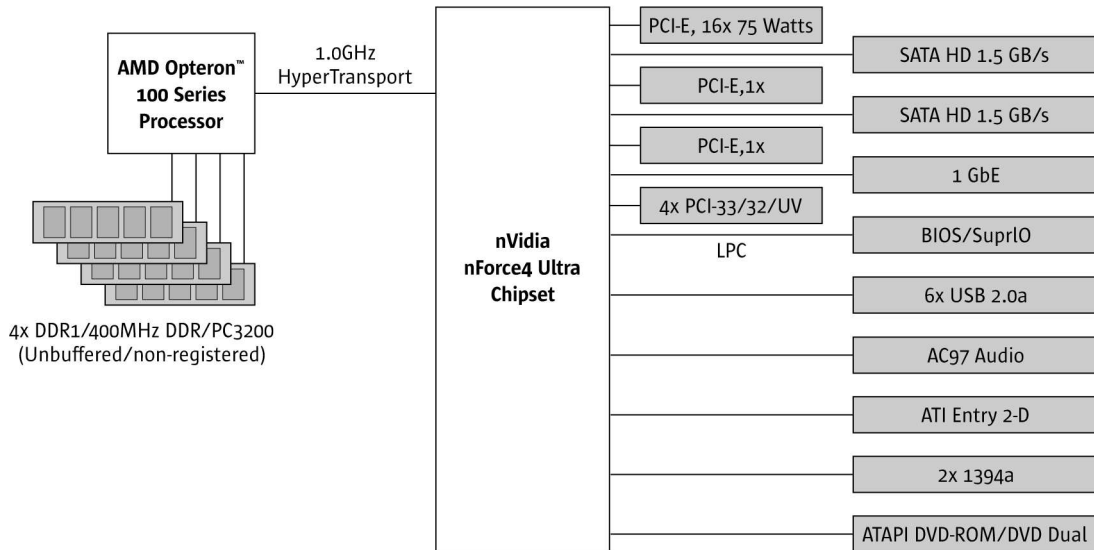 AMD Opteron™
100 Series
Processor
1.0GHz
HyperTransport
4x DDR1/400MHz DDR/PC3200
(Unbuffered/non-registered)
nVidia
nForce4 Ultra
Chipset
PCI-E, 16x 75 Watts
SATA HD 1.5 GB/s
PCI-E,1x
SATA HD 1.5 GB/s
PCI-E,1x
1 GbE
4x PCI-33/32/UV
BIOS/SuprlO
LPC
6x USB 2.0a
AC97 Audio
ATI Entry 2-D
2x 1394a
ATAPI DVD-ROM/DVD Dual